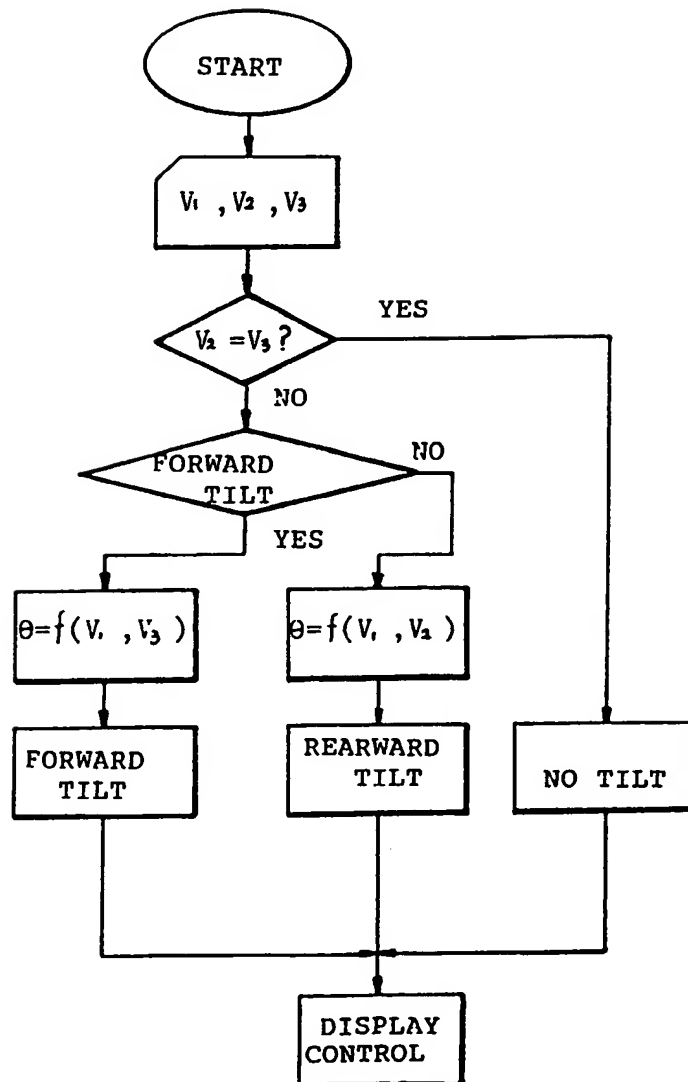 START
V₁ , V₂ , V₃
YES
V₂ = V₃ ?
NO
FORWARD
TILT
NO
YES
θ=f(V₁ , V₃ )
θ=f(V₁ , V₂ )
FORWARD
TILT
REARWARD
TILT
NO TILT
DISPLAY
CONTROL